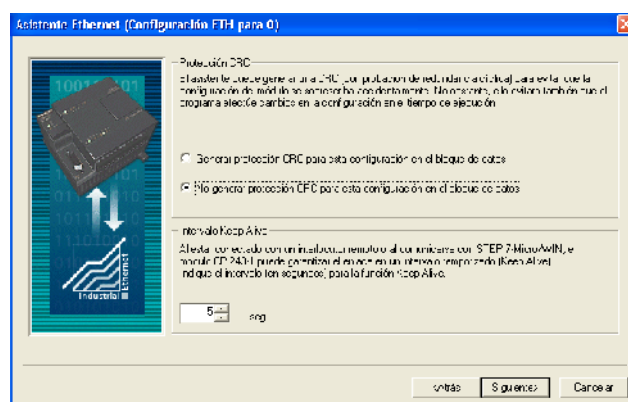 Asistente Ethernet (Configuración ETH para 0)
Protección CRC
El asistente puede generar una CRC (comprobación de redundancia cíclica) para evitar que la
configuración del módulo se sobrescriba accidentalmente. No obstante, ello evitará también que el
programa efectúe cambios en la configuración en el tiempo de ejecución.
Generar protección CRC para esta configuración en el bloque de datos
No generar protección CRC para esta configuración en el bloque de datos
Intervalo Keep Alive
Al estar conectado con un interlocutor remoto o al comunicarse con STEP 7-Micro/WIN, el
módulo CP 243-1 puede garantizar el enlace en un intervalo temporizado (Keep Alive).
Indique el intervalo (en segundos) para la función Keep Alive.
5 seg.
Industrial Ethernet
<Atrás Siguiente> Cancelar